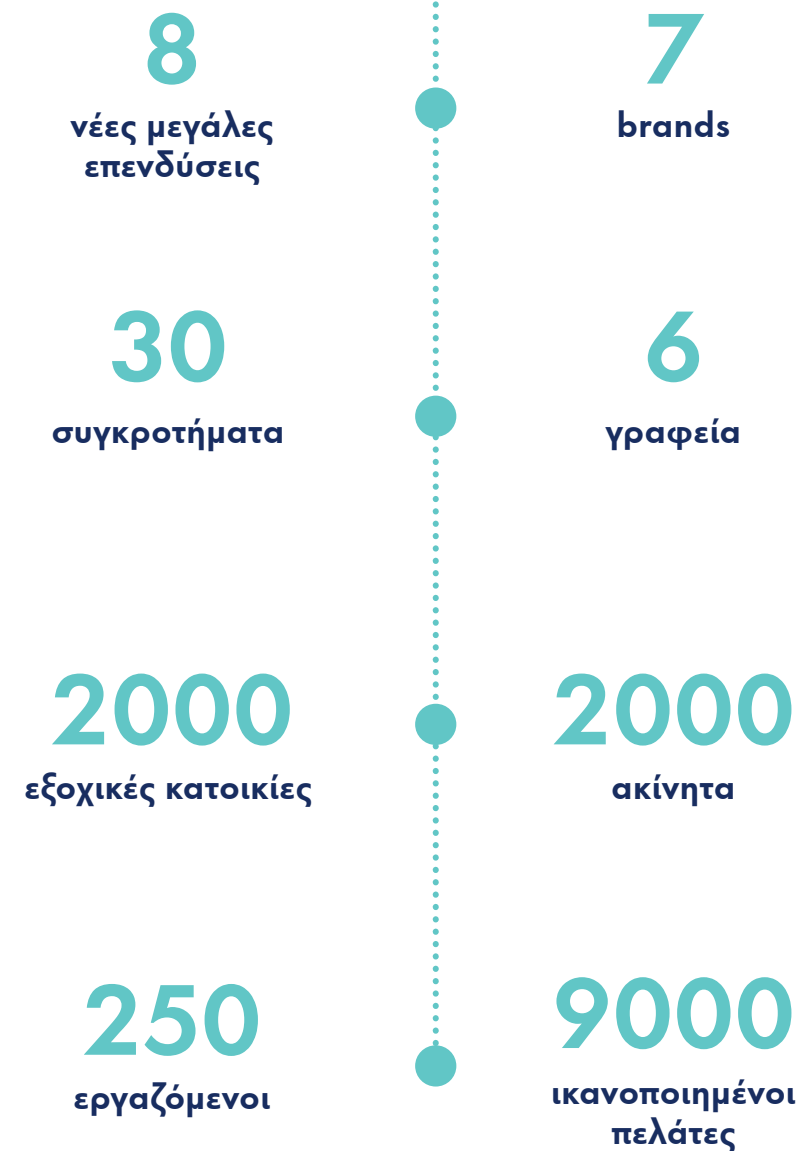 8
νέες μεγάλες
επενδύσεις
7
brands
30
συγκροτήματα
6
γραφεία
2000
εξοχικές κατοικίες
2000
ακίνητα
250
εργαζόμενοι
9000
ικανοποιημένοι
πελάτες